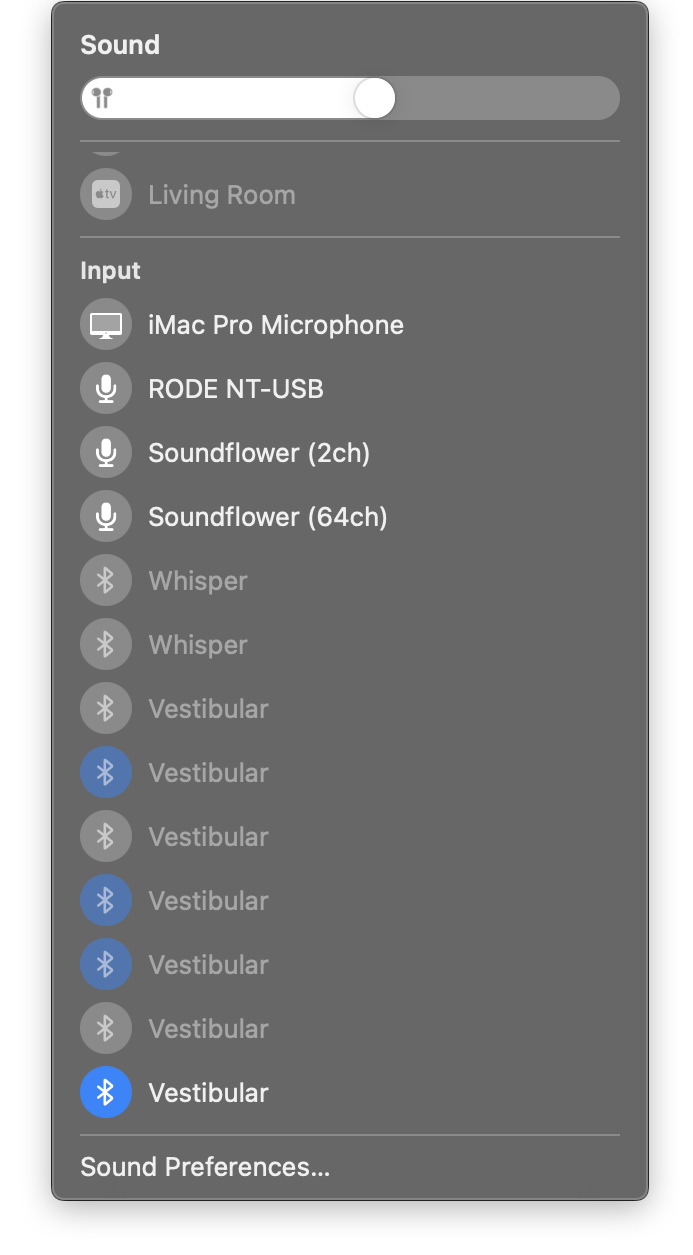 Sound
tv
Living Room
Input
iMac Pro Microphone
RODE NT-USB
Soundflower (2ch)
Soundflower (64ch)
Whisper
Whisper
Vestibular
Vestibular
Vestibular
Vestibular
Vestibular
Vestibular
Vestibular
Sound Preferences...